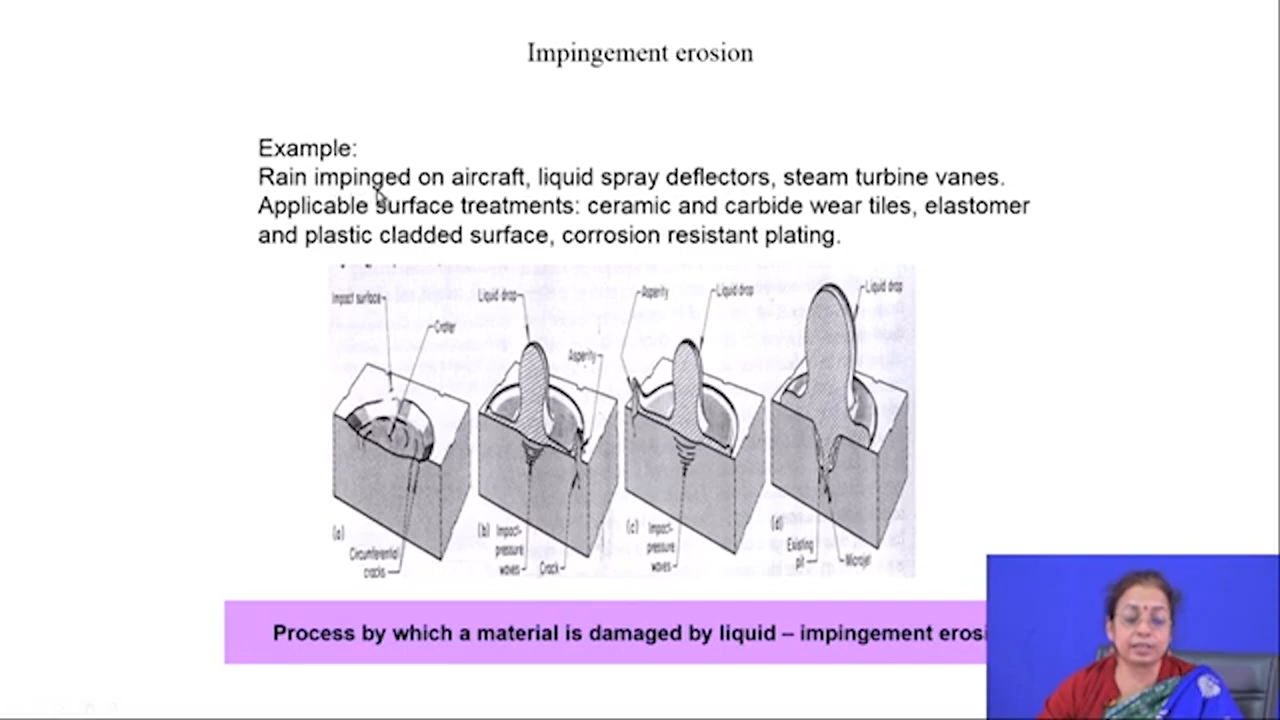 Impingement erosion
Example:
Rain impinged on aircraft, liquid spray deflectors, steam turbine vanes.
Applicable surface treatments: ceramic and carbide wear tiles, elastomer
and plastic cladded surface, corrosion resistant plating.
Impact surface
Crater
Liquid drop
Asperity
Asperity
Liquid drop
Liquid drop
(a)
Circumferential
cracks
(b) Impact-
pressure
waves
Crack
(c) Impact-
pressure
waves
(d)
Existing
pit
Microjet
Process by which a material is damaged by liquid – impingement erosi